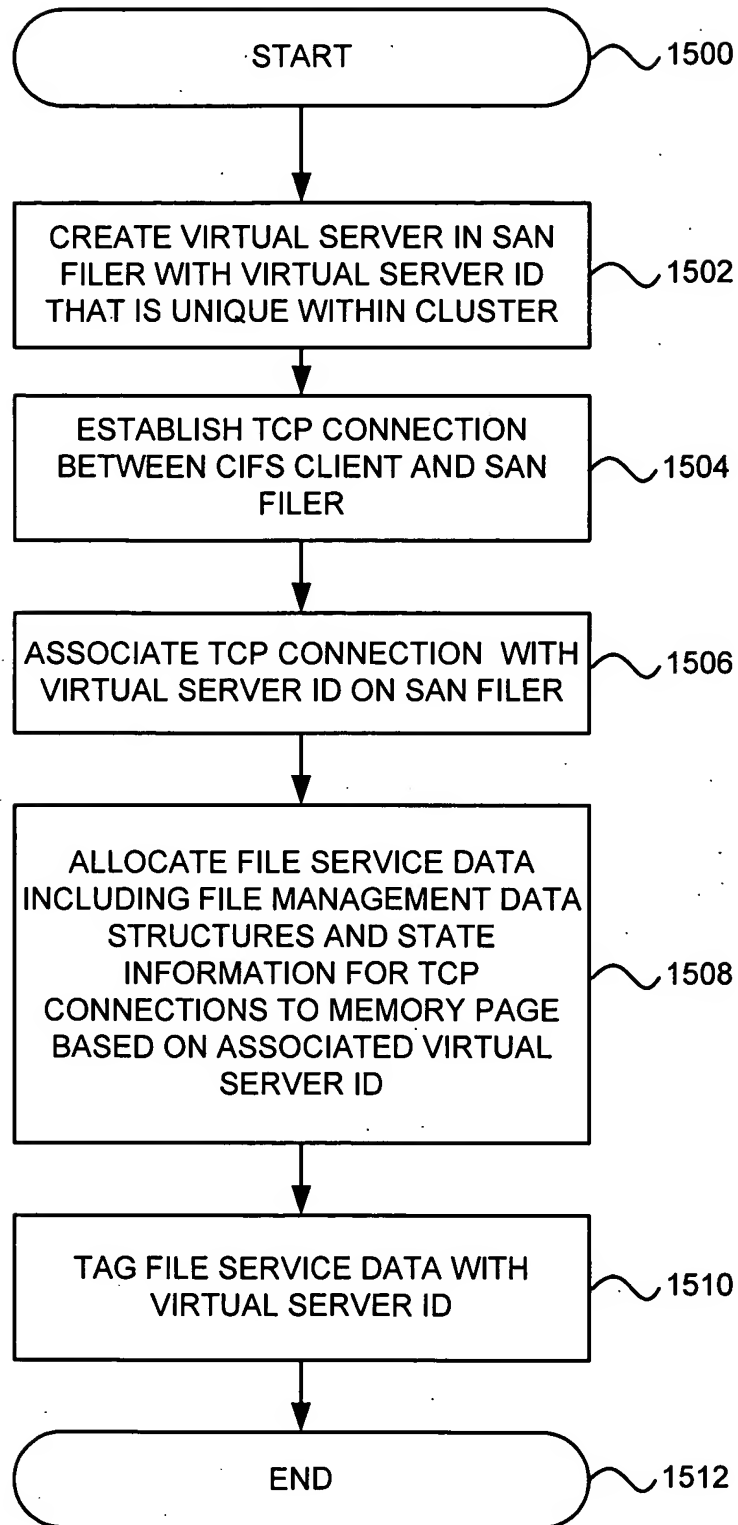 START
1500
CREATE VIRTUAL SERVER IN SAN
FILER WITH VIRTUAL SERVER ID
THAT IS UNIQUE WITHIN CLUSTER
1502
ESTABLISH TCP CONNECTION
BETWEEN CIFS CLIENT AND SAN
FILER
1504
ASSOCIATE TCP CONNECTION WITH
VIRTUAL SERVER ID ON SAN FILER
1506
ALLOCATE FILE SERVICE DATA
INCLUDING FILE MANAGEMENT DATA
STRUCTURES AND STATE
INFORMATION FOR TCP
CONNECTIONS TO MEMORY PAGE
BASED ON ASSOCIATED VIRTUAL
SERVER ID
1508
TAG FILE SERVICE DATA WITH
VIRTUAL SERVER ID
1510
END
1512